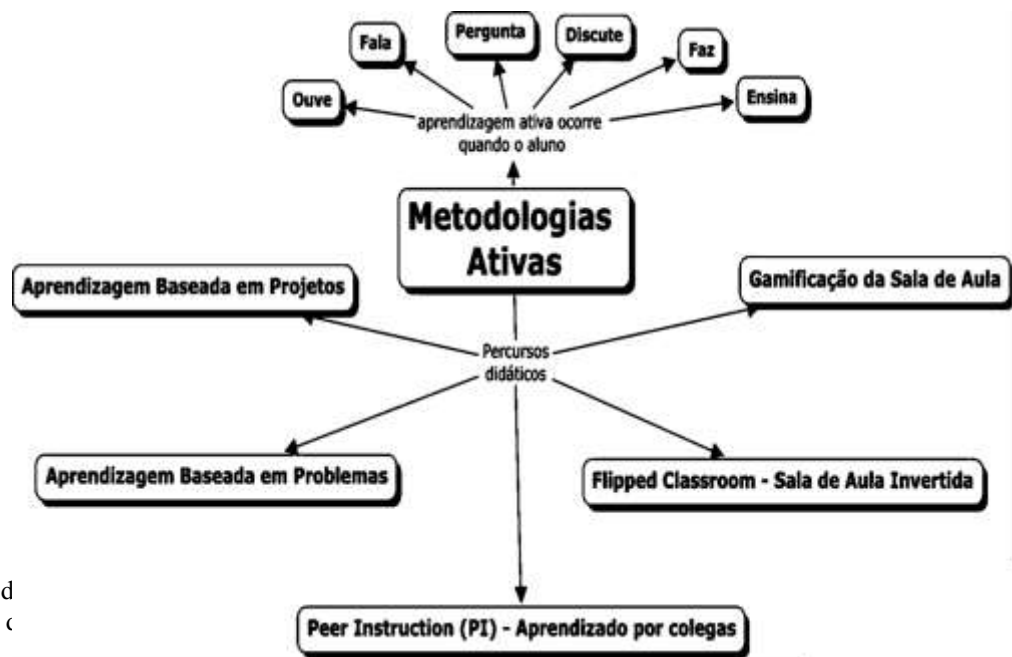 Pergunta
Discute
Fala
Faz
Ouve
Ensina
aprendizagem ativa ocorre
quando o aluno
Metodologias
Ativas
Aprendizagem Baseada em Projetos
Gamificação da Sala de Aula
Percursos
didáticos
Aprendizagem Baseada em Problemas
Flipped Classroom - Sala de Aula Invertida
d
Peer Instruction (PI) - Aprendizado por colegas